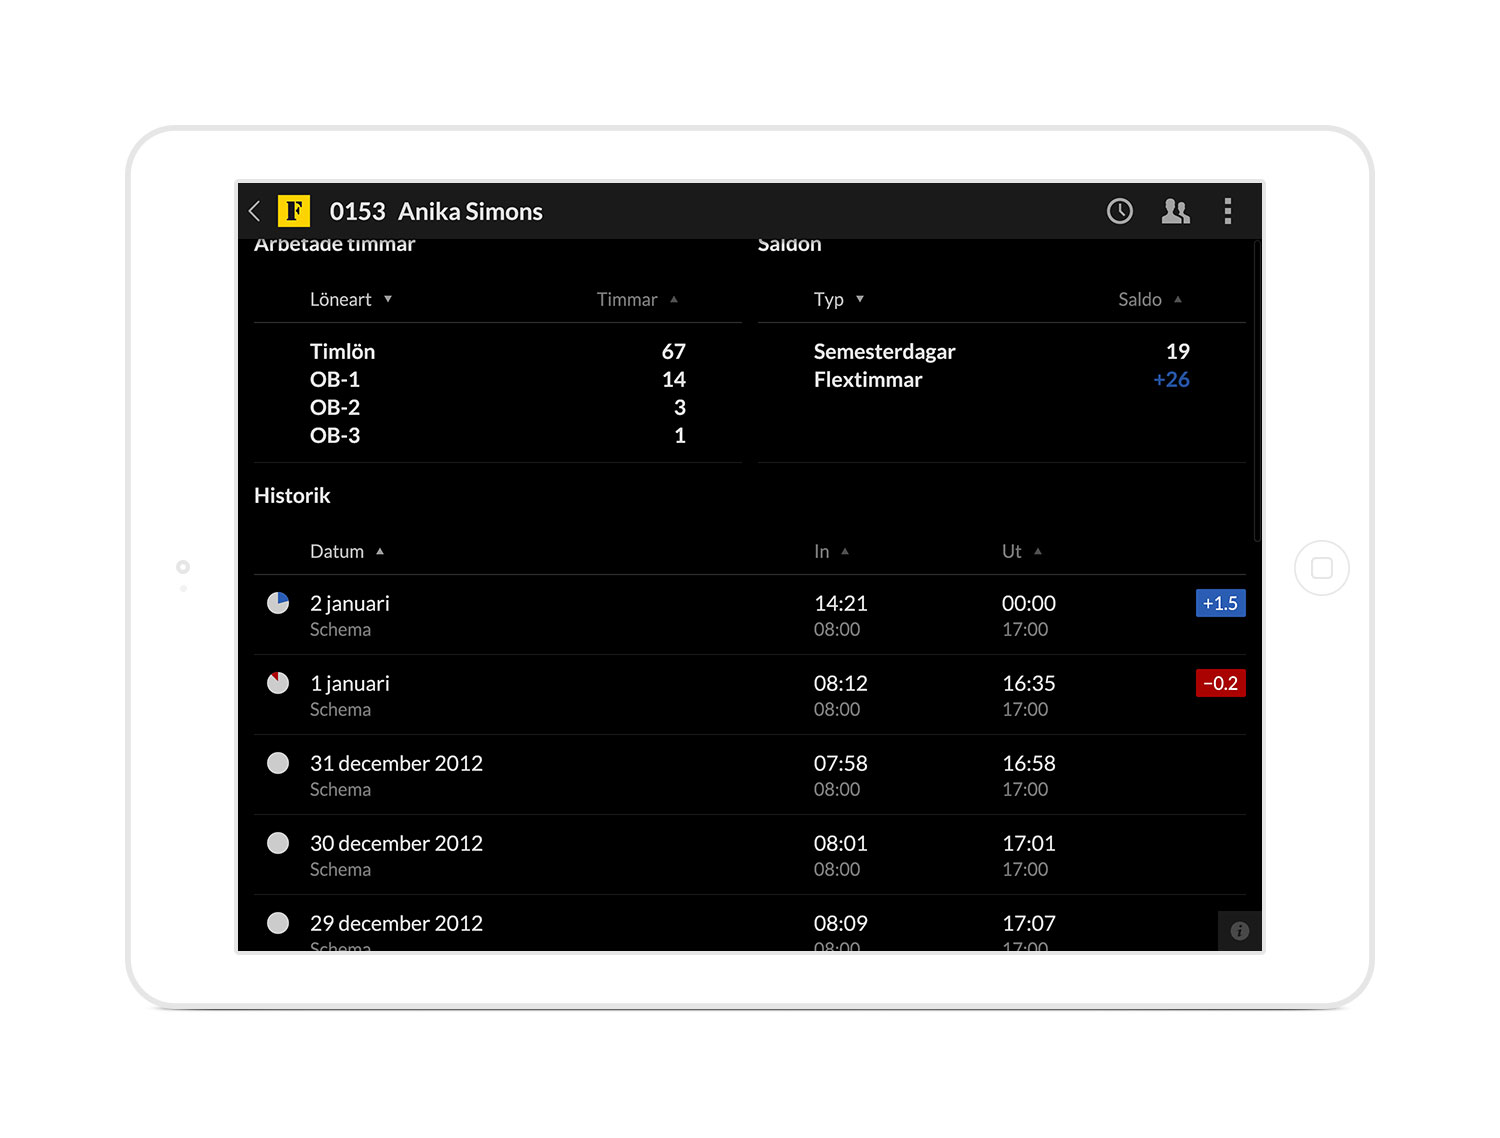 F 0153 Anika Simons
Arbetade timmar
Saldon
Löneart Timmar
Typ Saldo
Timlön 67
OB-1 14
OB-2 3
OB-3 1
Semesterdagar 19
Flextimmar +26
Historik
Datum In Ut
2 januari 14:21 00:00 +1.5
Schema 08:00 17:00
1 januari 08:12 16:35 −0.2
Schema 08:00 17:00
31 december 2012 07:58 16:58
Schema 08:00 17:00
30 december 2012 08:01 17:01
Schema 08:00 17:00
29 december 2012 08:09 17:07
Schema 08:00 17:00